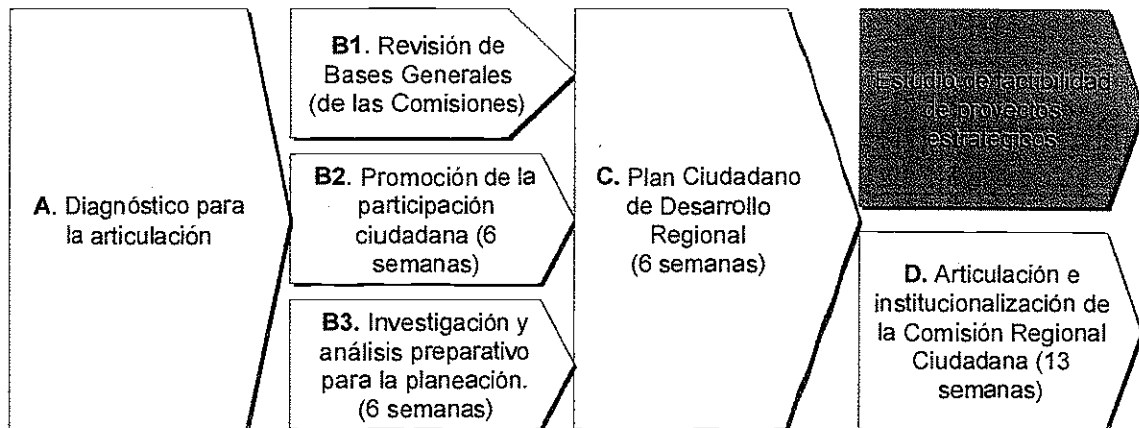 A. Diagnóstico para
la articulación
B1. Revisión de
Bases Generales
(de las Comisiones)
B2. Promoción de la
participación
ciudadana (6
semanas)
B3. Investigación y
análisis preparativo
para la planeación.
(6 semanas)
C. Plan Ciudadano
de Desarrollo
Regional
(6 semanas)
Estudio de factibilidad
de proyectos
estratégicos
D. Articulación e
institucionalización de
la Comisión Regional
Ciudadana (13
semanas)